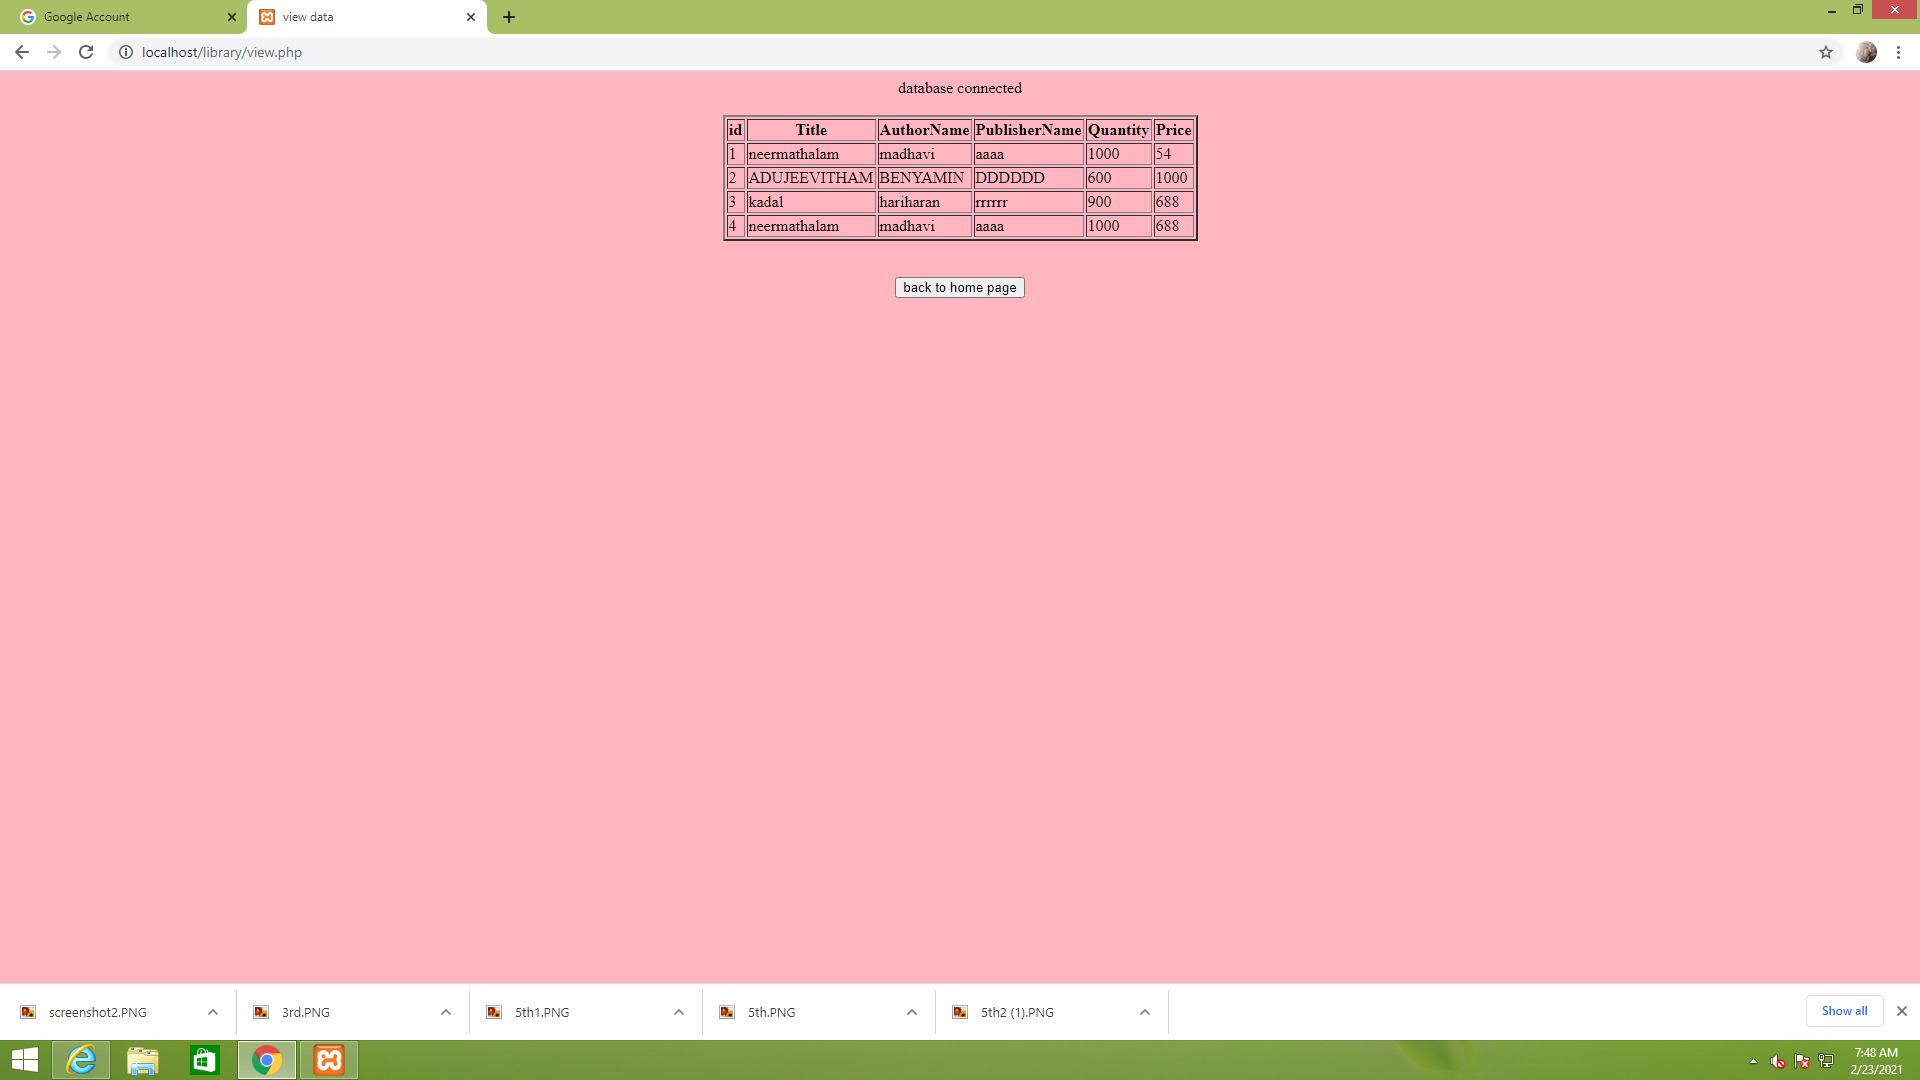 Google Account
view data
localhost/library/view.php
database connected
id Title AuthorName PublisherName Quantity Price
1 neermathalam madhavi aaaa 1000 54
2 ADUJEEVITHAM BENYAMIN DDDDDD 600 1000
3 kadal hariharan rrrrrr 900 688
4 neermathalam madhavi aaaa 1000 688
back to home page
screenshot2.PNG 3rd.PNG 5th1.PNG 5th.PNG 5th2 (1).PNG Show all
7:48 AM
2/23/2021